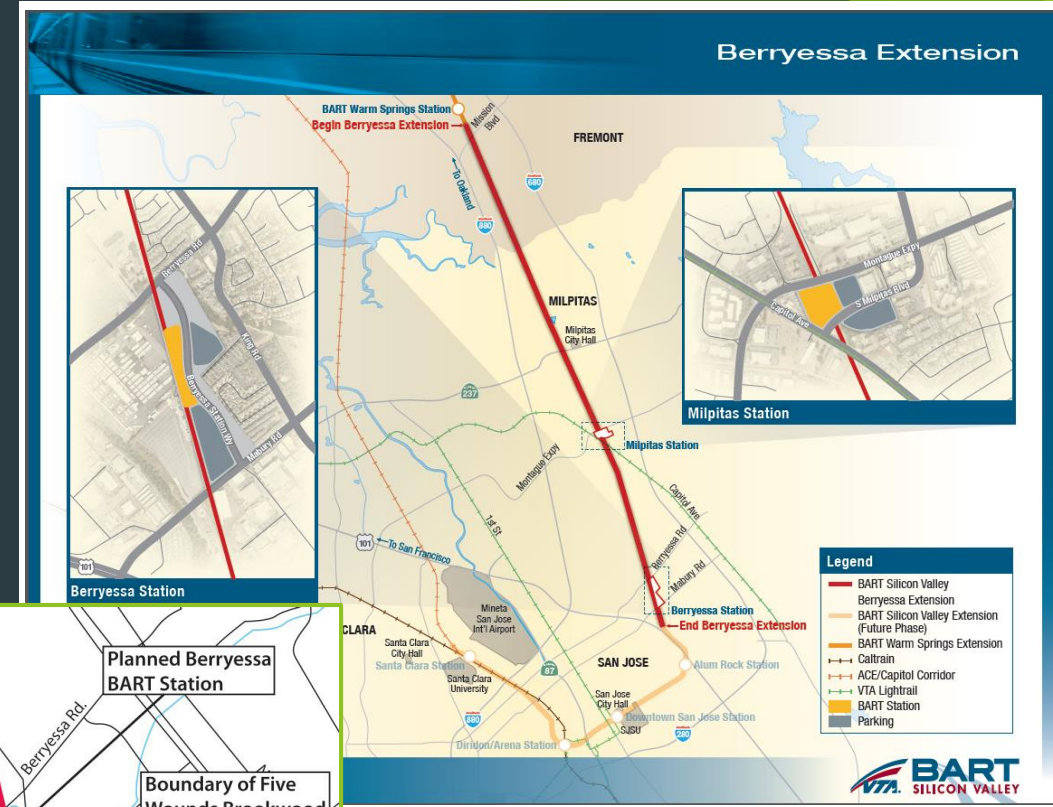 Berryessa Extension
BART Warm Springs Station
Begin Berryessa Extension
Mission
Blvd
FREMONT
To Oakland
680
880
MILPITAS
Milpitas
City Hall
237
Milpitas Station
Montague Expy
Capitol Ave
1st St
101
To San Francisco
Berryessa Rd
Mabury Rd
Berryessa Station
End Berryessa Extension
Mineta
San Jose
Int'l Airport
CLARA
Santa Clara
City Hall
Santa Clara Station
Santa Clara
University
87
SAN JOSE
Alum Rock Station
San Jose
City Hall
Downtown San Jose Station
SJSU
880
280
Diridon/Arena Station
Berryessa Rd
King Rd
Berryessa Station Wy
Mabury Rd
101
Berryessa Station
Montague Expy
S Milpitas Blvd
Capitol Ave
Milpitas Station
Legend
BART Silicon Valley
Berryessa Extension
BART Silicon Valley Extension
(Future Phase)
BART Warm Springs Extension
Caltrain
ACE/Capitol Corridor
VTA Lightrail
BART Station
Parking
Planned Berryessa
BART Station
Berryessa Rd.
Boundary of Five
Wounds Brookwood
VTA BART
SILICON VALLEY